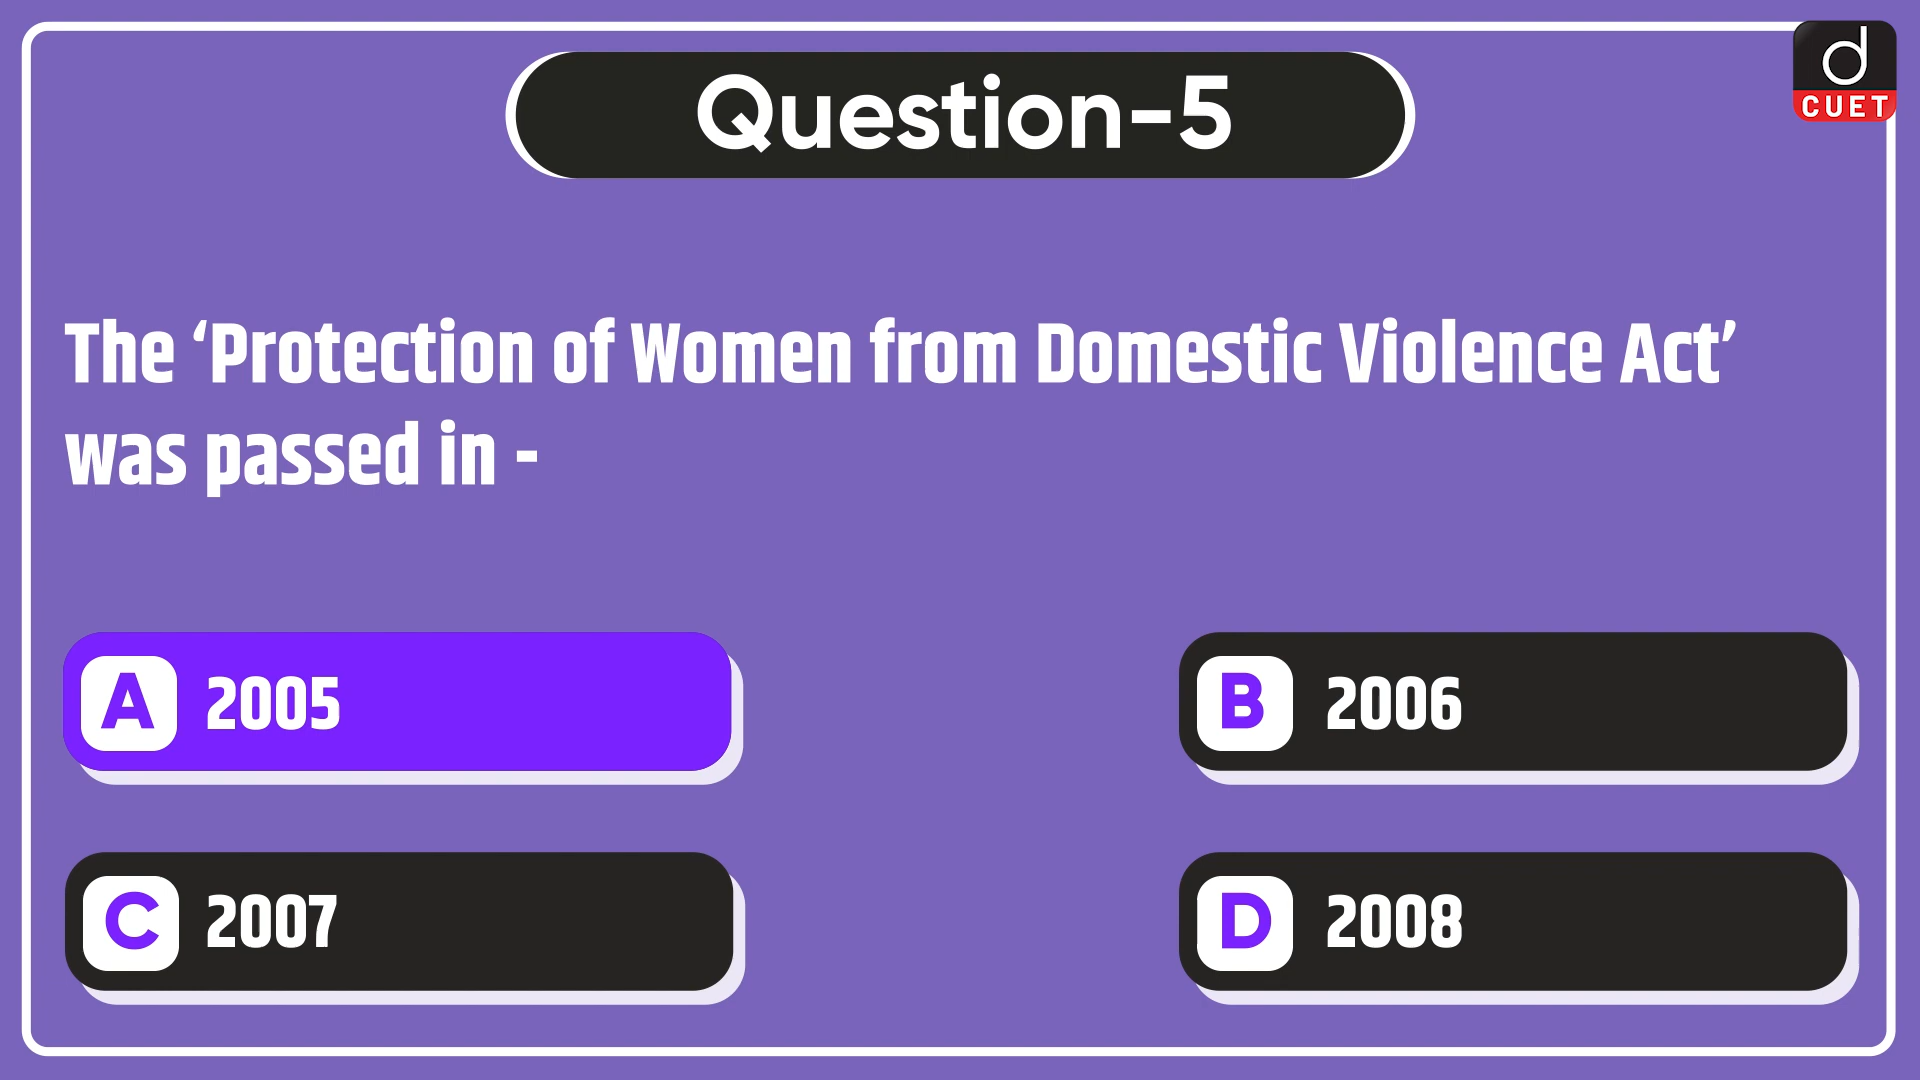 Question-5
d
CUET
The ‘Protection of Women from Domestic Violence Act’
was passed in -
A 2005
B 2006
C 2007
D 2008